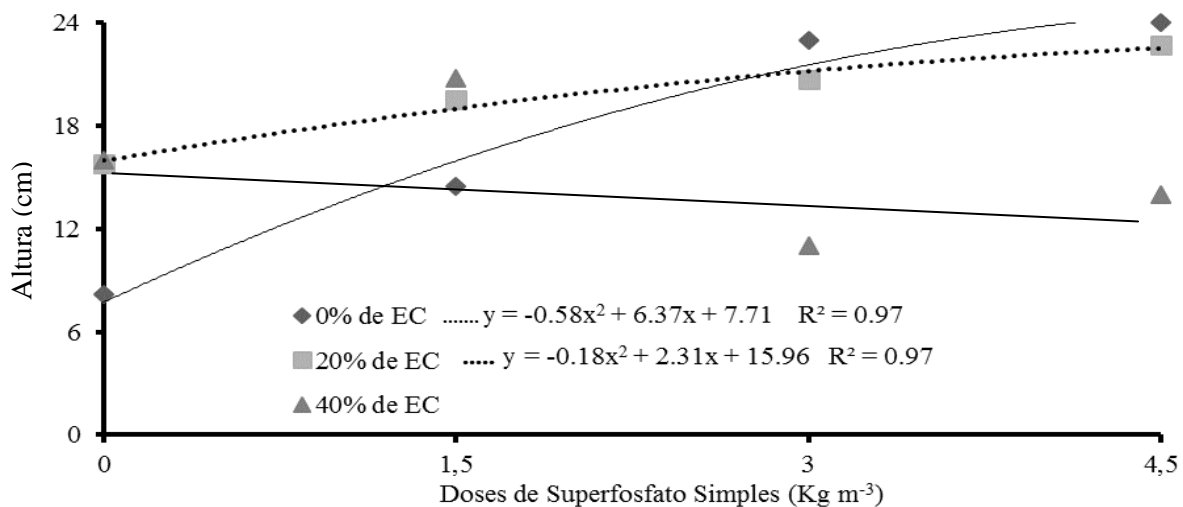 24
18
12
6
0
Altura (cm)
0% de EC ....... y = -0.58x² + 6.37x + 7.71 R² = 0.97
20% de EC ....... y = -0.18x² + 2.31x + 15.96 R² = 0.97
40% de EC
0 1,5 3 4,5
Doses de Superfosfato Simples (Kg m⁻³)